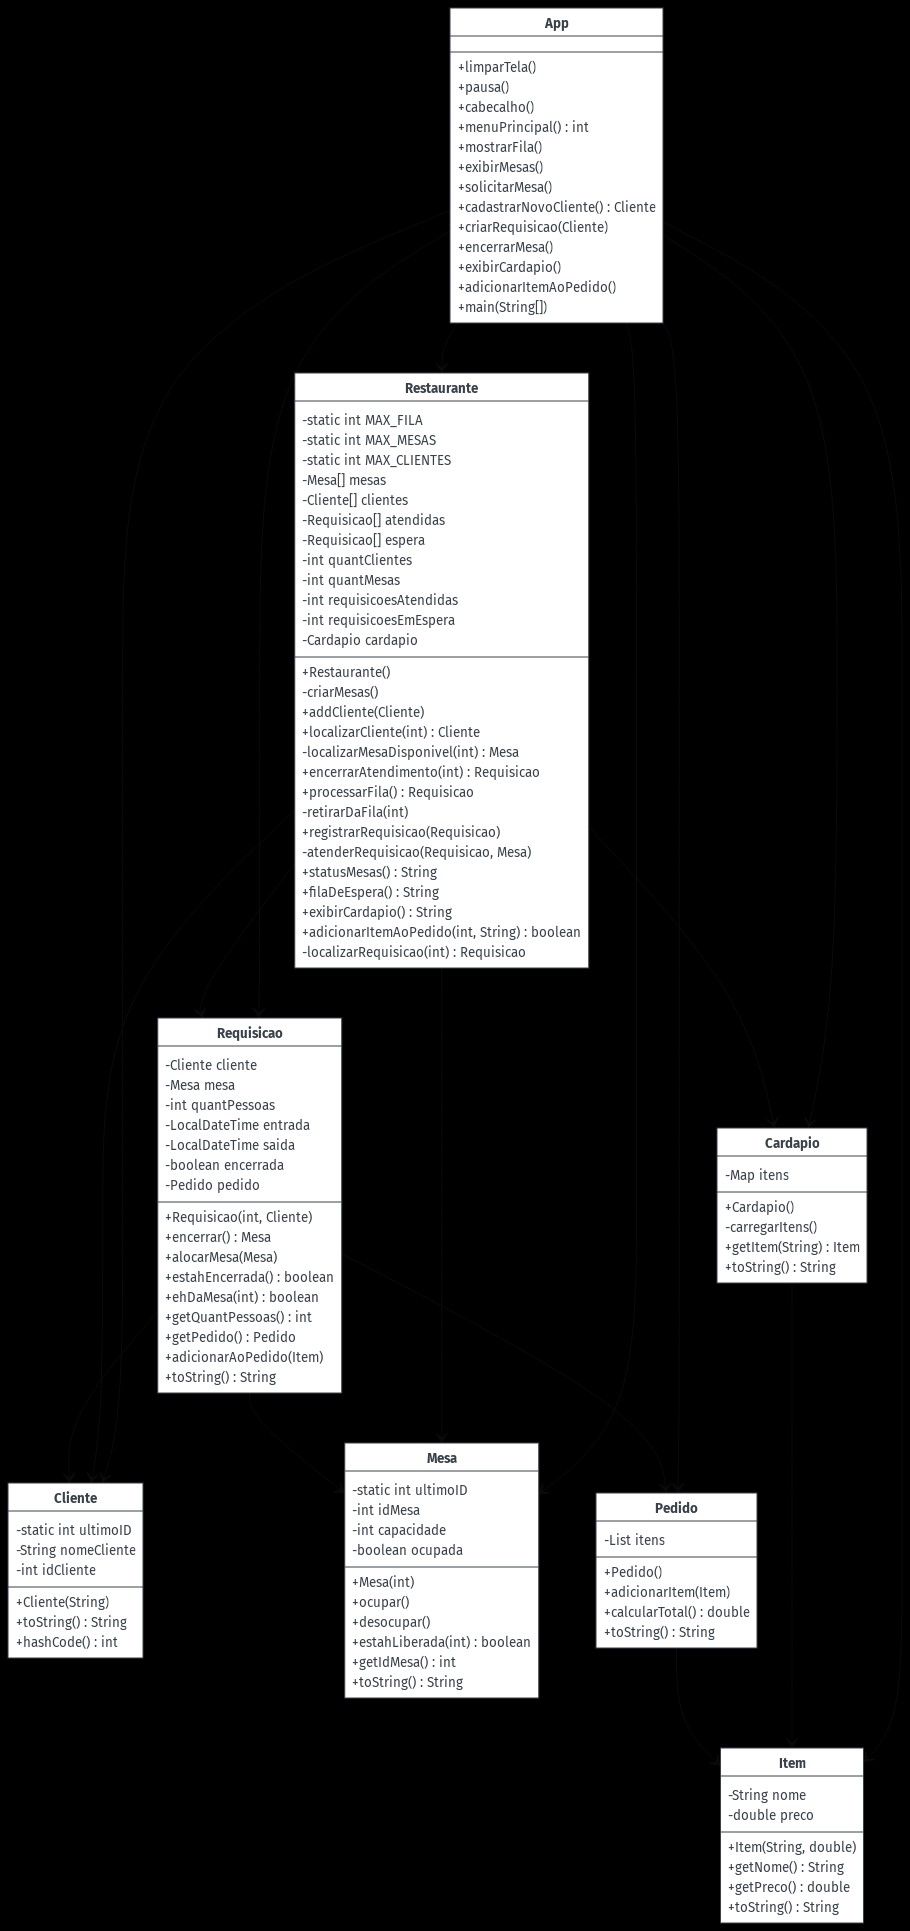 App
+limparTela()
+pausa()
+cabecalho()
+menuPrincipal() : int
+mostrarFila()
+exibirMesas()
+solicitarMesa()
+cadastrarNovoCliente() : Cliente
+criarRequisicao(Cliente)
+encerrarMesa()
+exibirCardapio()
+adicionarItemAoPedido()
+main(String[])
Restaurante
-static int MAX_FILA
-static int MAX_MESAS
-static int MAX_CLIENTES
-Mesa[] mesas
-Cliente[] clientes
-Requisicao[] atendidas
-Requisicao[] espera
-int quantClientes
-int quantMesas
-int requisicoesAtendidas
-int requisicoesEmEspera
-Cardapio cardapio
+Restaurante()
-criarMesas()
+addCliente(Cliente)
+localizarCliente(int) : Cliente
-localizarMesaDisponivel(int) : Mesa
+encerrarAtendimento(int) : Requisicao
+processarFila() : Requisicao
-retirarDaFila(int)
+registrarRequisicao(Requisicao)
-atenderRequisicao(Requisicao, Mesa)
+statusMesas() : String
+filaDeEspera() : String
+exibirCardapio() : String
+adicionarItemAoPedido(int, String) : boolean
-localizarRequisicao(int) : Requisicao
Requisicao
-Cliente cliente
-Mesa mesa
-int quantPessoas
-LocalDateTime entrada
-LocalDateTime saida
-boolean encerrada
-Pedido pedido
+Requisicao(int, Cliente)
+encerrar() : Mesa
+alocarMesa(Mesa)
+estahEncerrada() : boolean
+ehDaMesa(int) : boolean
+getQuantPessoas() : int
+getPedido() : Pedido
+adicionarAoPedido(Item)
+toString() : String
Cardapio
-Map itens
+Cardapio()
-carregarItens()
+getItem(String) : Item
+toString() : String
Cliente
-static int ultimoID
-String nomeCliente
-int idCliente
+Cliente(String)
+toString() : String
+hashCode() : int
Mesa
-static int ultimoID
-int idMesa
-int capacidade
-boolean ocupada
+Mesa(int)
+ocupar()
+desocupar()
+estahLiberada(int) : boolean
+getIdMesa() : int
+toString() : String
Pedido
-List itens
+Pedido()
+adicionarItem(Item)
+calcularTotal() : double
+toString() : String
Item
-String nome
-double preco
+Item(String, double)
+getNome() : String
+getPreco() : double
+toString() : String